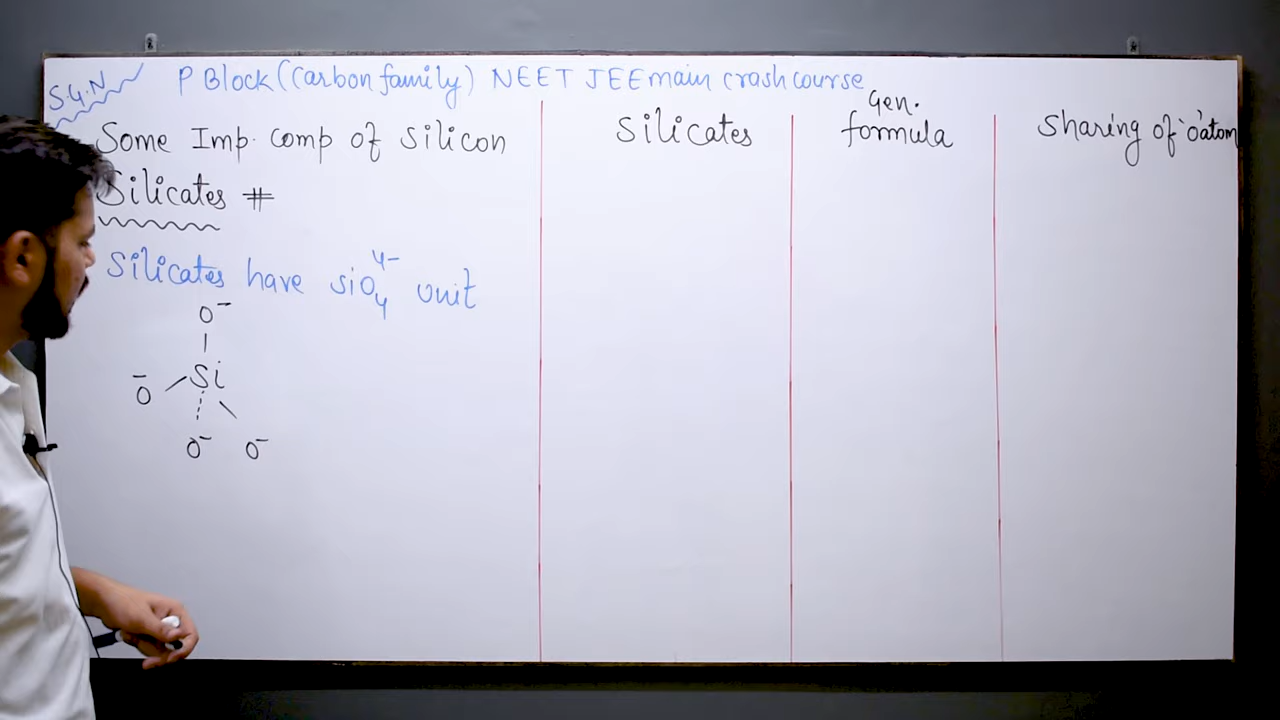 S.G.N
P Block (Carbon family) NEET JEE main crash course
Some Imp. comp of silicon
Silicates #
Silicates have SiO₄⁴⁻ unit
O⁻
Si
O⁻
O⁻ O⁻
Silicates
Gen.
formula
Sharing of 'O' atom